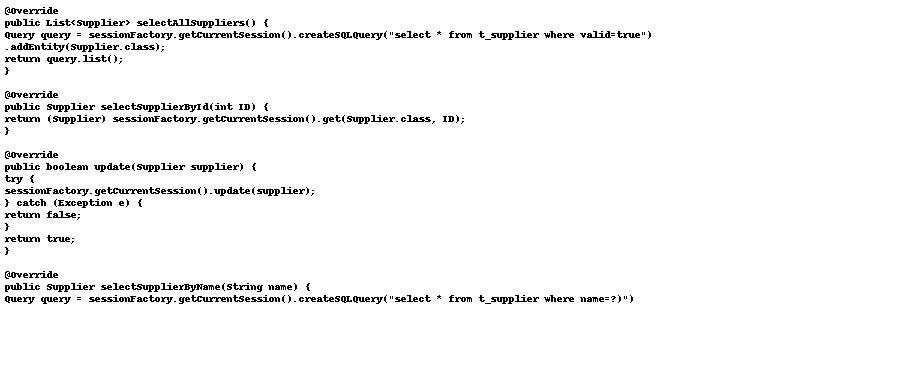 @Override
public List<Supplier> selectAllSuppliers() {
Query query = sessionFactory.getCurrentSession().createSQLQuery("select * from t_supplier where valid=true")
.addEntity(Supplier.class);
return query.list();
}

@Override
public Supplier selectSupplierById(int ID) {
return (Supplier) sessionFactory.getCurrentSession().get(Supplier.class, ID);
}

@Override
public boolean update(Supplier supplier) {
try {
sessionFactory.getCurrentSession().update(supplier);
} catch (Exception e) {
return false;
}
return true;
}

@Override
public Supplier selectSupplierByName(String name) {
Query query = sessionFactory.getCurrentSession().createSQLQuery("select * from t_supplier where name=?)")